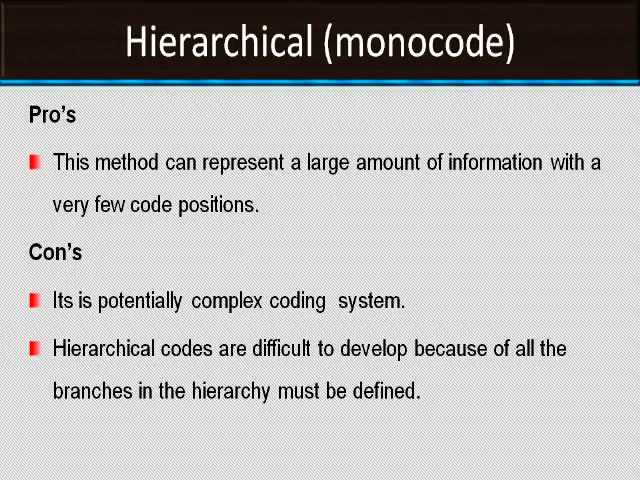 Hierarchical (monocode)
Pro's
This method can represent a large amount of information with a
very few code positions.
Con's
Its is potentially complex coding system.
Hierarchical codes are difficult to develop because of all the
branches in the hierarchy must be defined.